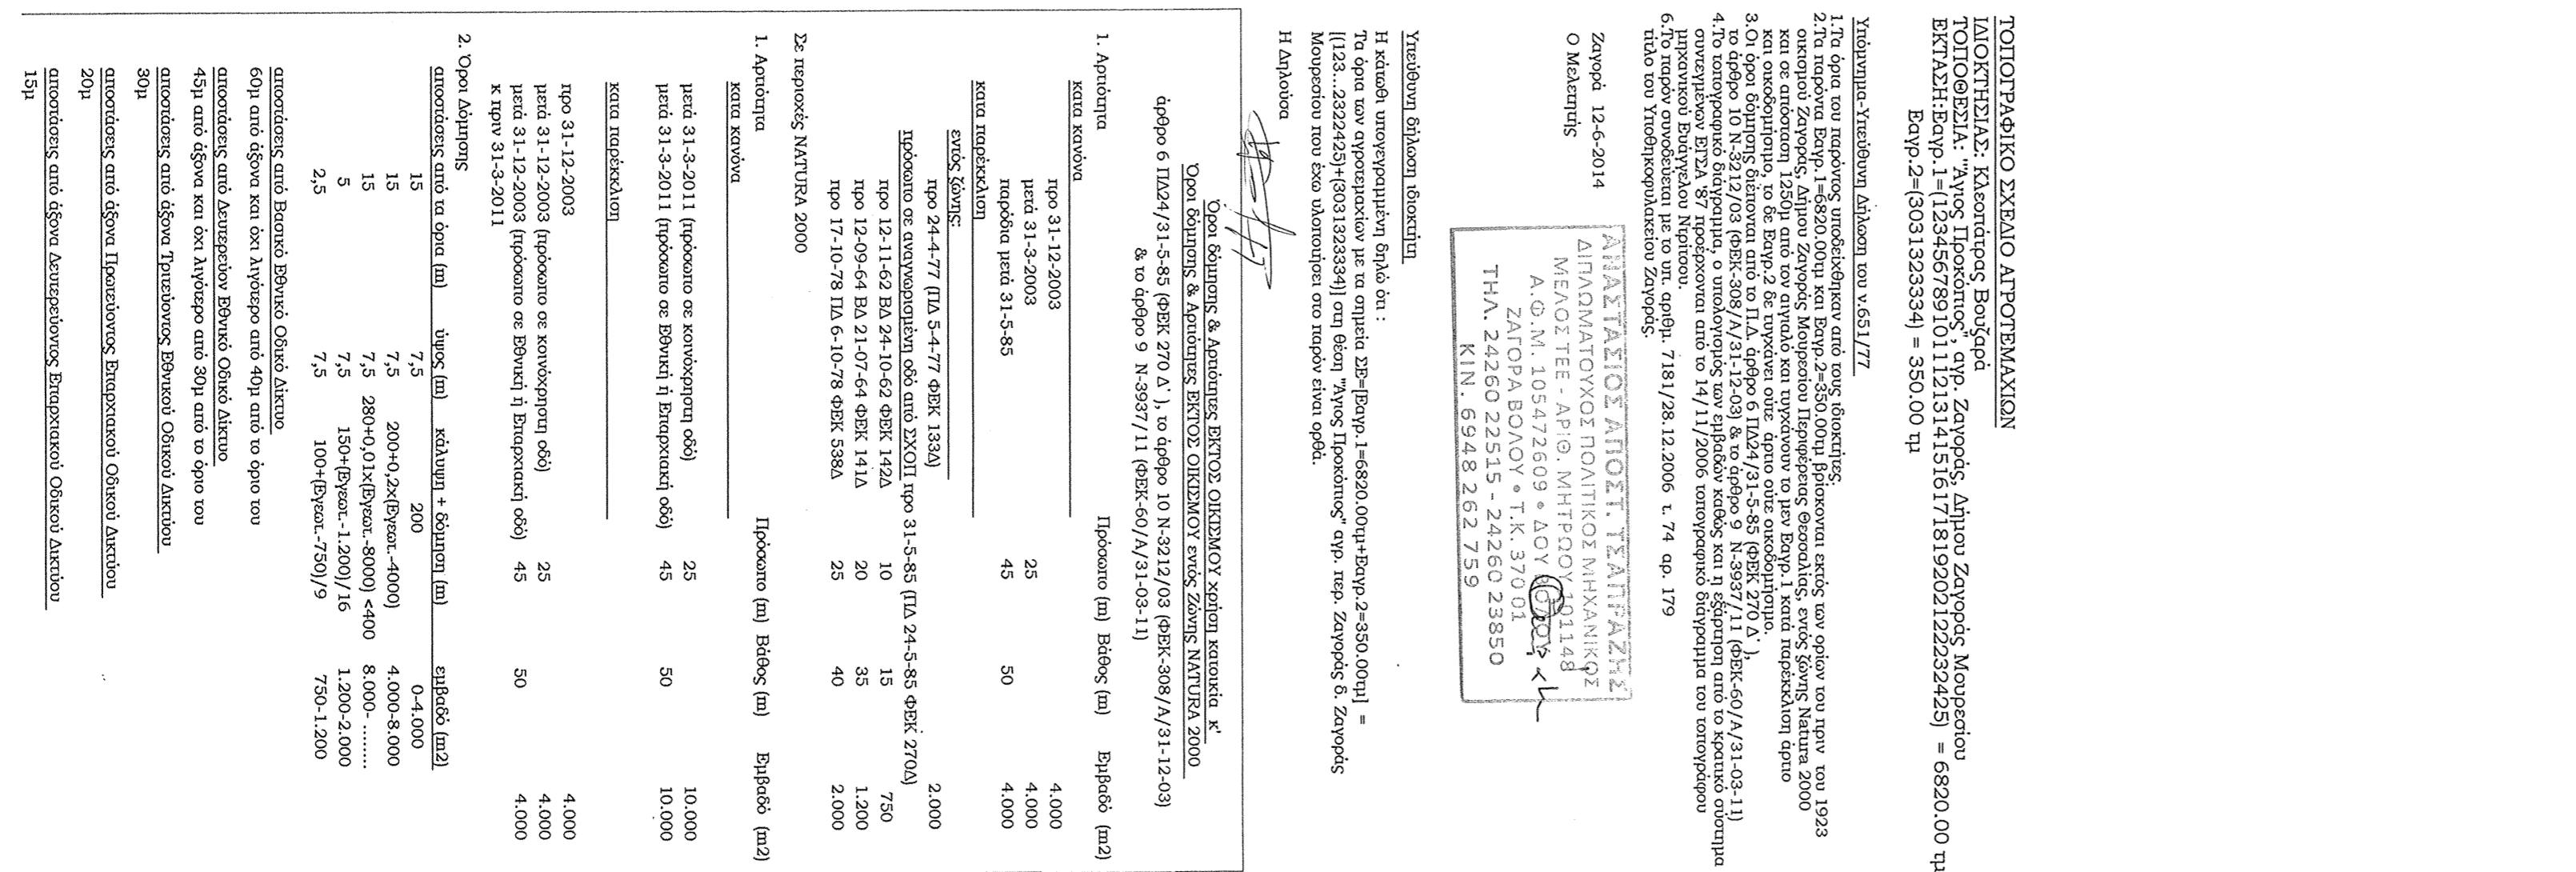 ΤΟΠΟΓΡΑΦΙΚΟ ΣΧΕΔΙΟ ΑΓΡΟΤΕΜΑΧΙΩΝ
ΙΔΙΟΚΤΗΣΙΑΣ: Κλεοπάτρας Βουζαρά
ΤΟΠΟΘΕΣΙΑ: "Άγιος Προκόπιος", αγρ. Ζαγοράς, Δήμου Ζαγοράς Μουρεσίου
ΕΚΤΑΣΗ:Εαγρ.1=(12345678910111213141516171819202122232425) = 6820.00 τμ
Εαγρ.2=(3031323334) = 350.00 τμ
Υπόμνημα-Υπεύθυνη Δήλωση του ν.651/77
1.Τα όρια του παρόντος υποδείχθηκαν από τους ιδιοκτήτες.
2.Τα παρόντα Εαγρ.1=6820.00τμ και Εαγρ.2=350.00τμ βρίσκονται εκτός των ορίων του πριν του 1923
οικισμού Ζαγοράς, Δήμου Ζαγοράς Μουρεσίου Περιφέρειας Θεσσαλίας, εντός ζώνης Natura 2000
και σε απόσταση 1250μ από τον αιγιαλό και τυγχάνουν το μεν Εαγρ.1 κατά παρέκκλιση άρτιο
και οικοδομήσιμο, το δε Εαγρ.2 δε τυγχάνει ούτε άρτιο ούτε οικοδομήσιμο.
3.Οι όροι δόμησης διέπονται από το Π.Δ. άρθρο 6 ΠΔ24/31-5-85 (ΦΕΚ 270 Δ΄ ),
το άρθρο 10 Ν-3212/03 (ΦΕΚ-308/Α/31-12-03) & το άρθρο 9 Ν-3937/11 (ΦΕΚ-60/Α/31-03-11)
4.Το τοπογραφικό διάγραμμα, ο υπολογισμός των εμβαδών καθώς και η εξάρτηση από το κρατικό σύστημα
συντεγμένων ΕΓΣΑ '87 προέρχονται από το 14/11/2006 τοπογραφικό διάγραμμα του τοπογράφου
μηχανικού Ευάγγελου Ντρίτσου.
6.Το παρόν συνοδεύεται με το υπ. αριθμ. 7181/28.12.2006 τ. 74 αρ. 179
τίτλο του Υποθηκοφυλακείου Ζαγοράς.
Ζαγορά 12-6-2014
Ο Μελετητής
ΑΝΑΣΤΑΣΙΟΣ ΑΠΟΣΤ. ΤΣΑΠΡΑΖΗΣ
ΔΙΠΛΩΜΑΤΟΥΧΟΣ ΠΟΛΙΤΙΚΟΣ ΜΗΧΑΝΙΚΟΣ
ΜΕΛΟΣ ΤΕΕ - ΑΡΙΘ. ΜΗΤΡΩΟΥ 101148
Α.Φ.Μ. 105472609 • ΔΟΥ ΒΟΛΟΥ
ΖΑΓΟΡΑ ΒΟΛΟΥ • Τ.Κ. 370 01
ΤΗΛ. 24260 22515 - 24260 23850
ΚΙΝ. 6948 262 759
Υπεύθυνη δήλωση ιδιοκτήτη
Η κάτωθι υπογεγραμμένη δηλώ ότι :
Τα όρια των αγροτεμαχίων με τα σημεία ΣΕ=[Εαγρ.1=6820.00τμ+Εαγρ.2=350.00τμ] =
[(123...2322425)+(3031323334)] στη θέση "Άγιος Προκόπιος" αγρ. περ. Ζαγοράς δ. Ζαγοράς
Μουρεσίου που έχω υλοποιήσει στο παρόν είναι ορθά.
Η Δηλούσα
Όροι δόμησης & Αρτιότητες ΕΚΤΟΣ ΟΙΚΙΣΜΟΥ χρήση κατοικία κ'
Όροι δόμησης & Αρτιότητες ΕΚΤΟΣ ΟΙΚΙΣΜΟΥ εντός Ζώνης NATURA 2000
άρθρο 6 ΠΔ24/31-5-85 (ΦΕΚ 270 Δ΄ ), το άρθρο 10 Ν-3212/03 (ΦΕΚ-308/Α/31-12-03)
& το άρθρο 9 Ν-3937/11 (ΦΕΚ-60/Α/31-03-11)
1. Αρτιότητα Πρόσωπο (m) Βάθος (m) Εμβαδό (m2)
κατα κανόνα
προ 31-12-2003 4.000
μετά 31-3-2003 25 4.000
παρόδια μετά 31-5-85 45 50 4.000
κατα παρέκκλιση
εντός ζώνης:
προ 24-4-77 (ΠΔ 5-4-77 ΦΕΚ 133Δ) 2.000
πρόσωπο σε αναγνωρισμένη οδό από ΣΧΟΠ προ 31-5-85 (ΠΔ 24-5-85 ΦΕΚ 270Δ)
προ 12-11-62 ΒΔ 24-10-62 ΦΕΚ 142Δ 10 15 750
προ 12-09-64 ΒΔ 21-07-64 ΦΕΚ 141Δ 20 35 1.200
προ 17-10-78 ΠΔ 6-10-78 ΦΕΚ 538Δ 25 40 2.000
Σε περιοχές NATURA 2000
1. Αρτιότητα Πρόσωπο (m) Βάθος (m) Εμβαδό (m2)
κατα κανόνα
μετά 31-3-2011 (πρόσωπο σε κοινόχρηστη οδό) 25 10.000
μετά 31-3-2011 (πρόσωπο σε Εθνική ή Επαρχιακή οδό) 45 50 10.000
κατα παρέκκλιση
προ 31-12-2003 4.000
μετά 31-12-2003 (πρόσωπο σε κοινόχρηστη οδό) 25 4.000
μετά 31-12-2003 (πρόσωπο σε Εθνική ή Επαρχιακή οδό) 45 50 4.000
κ πριν 31-3-2011
2. Όροι Δόμησης
αποστάσεις από τα όρια (m) ύψος (m) κάλυψη + δόμηση (m) εμβαδό (m2)
15 7,5 200 0-4.000
15 7,5 200+0,2x(Εγεωτ.-4000) 4.000-8.000
15 7,5 280+0,01x(Εγεωτ.-8000) <400 8.000- ........
5 7,5 150+(Εγεωτ.-1.200)/16 1.200-2.000
2,5 7,5 100+(Εγεωτ.-750)/9 750-1.200
αποστάσεις από Βασικό Εθνικό Οδικό Δίκτυο
60μ από άξονα και όχι λιγότερο από 40μ από το όριο του
αποστάσεις από Δευτερεύον Εθνικό Οδικό Δίκτυο
45μ από άξονα και όχι λιγότερο από 30μ από το όριο του
αποστάσεις από άξονα Τριτεύοντος Εθνικού Οδικού Δικτύου
30μ
αποστάσεις από άξονα Πρωτεύοντος Επαρχιακού Οδικού Δικτύου
20μ
αποστάσεις από άξονα Δευτερεύοντος Επαρχιακού Οδικού Δικτύου
15μ